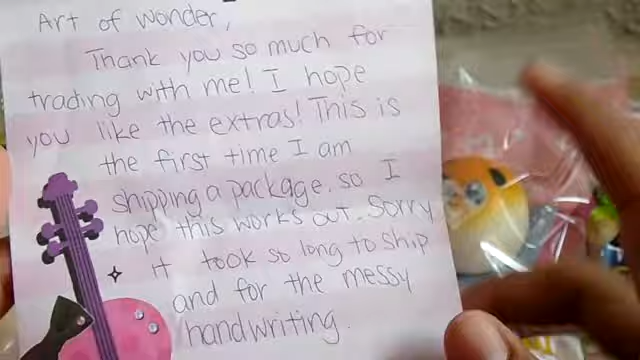 Art of wonder,
Thank you so much for
trading with me! I hope
you like the extras! This is
the first time I am
shipping a package. so I
hope this works out. Sorry
it took so long to ship
and for the messy
handwriting.